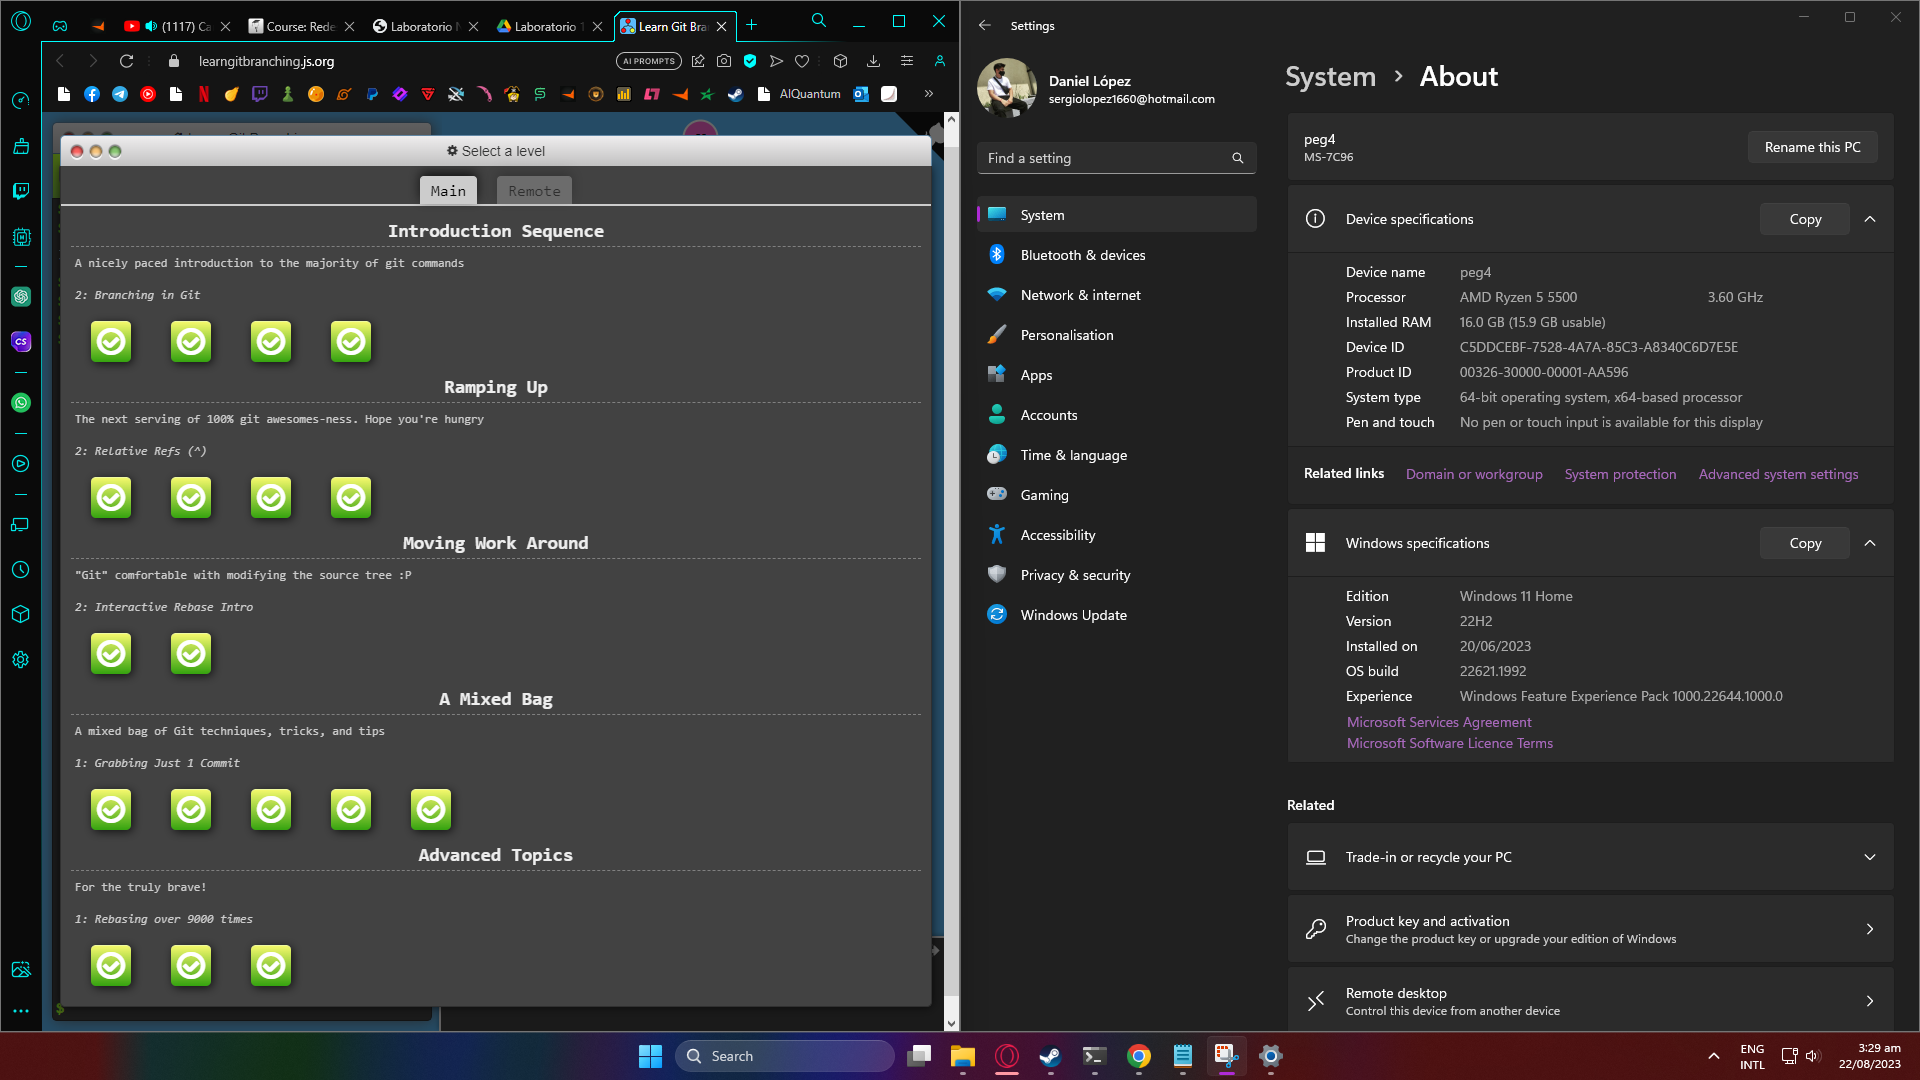 (1117) Ca
Course: Rede
Laboratorio N
Laboratorio 1
Learn Git Bra
learngitbranching.js.org
AI PROMPTS
AIQuantum
Select a level
Main
Remote
Introduction Sequence
A nicely paced introduction to the majority of git commands
2: Branching in Git
Ramping Up
The next serving of 100% git awesomes-ness. Hope you're hungry
2: Relative Refs (^)
Moving Work Around
"Git" comfortable with modifying the source tree :P
2: Interactive Rebase Intro
A Mixed Bag
A mixed bag of Git techniques, tricks, and tips
1: Grabbing Just 1 Commit
Advanced Topics
For the truly brave!
1: Rebasing over 9000 times
$
Settings
Daniel López
sergiolopez1660@hotmail.com
Find a setting
System
Bluetooth & devices
Network & internet
Personalisation
Apps
Accounts
Time & language
Gaming
Accessibility
Privacy & security
Windows Update
System > About
peg4
MS-7C96
Rename this PC
Device specifications
Copy
Device name peg4
Processor AMD Ryzen 5 5500 3.60 GHz
Installed RAM 16.0 GB (15.9 GB usable)
Device ID C5DDCEBF-7528-4A7A-85C3-A8340C6D7E5E
Product ID 00326-30000-00001-AA596
System type 64-bit operating system, x64-based processor
Pen and touch No pen or touch input is available for this display
Related links Domain or workgroup System protection Advanced system settings
Windows specifications
Copy
Edition Windows 11 Home
Version 22H2
Installed on 20/06/2023
OS build 22621.1992
Experience Windows Feature Experience Pack 1000.22644.1000.0
Microsoft Services Agreement
Microsoft Software Licence Terms
Related
Trade-in or recycle your PC
Product key and activation
Change the product key or upgrade your edition of Windows
Remote desktop
Control this device from another device
Search
ENG
INTL
3:29 am
22/08/2023